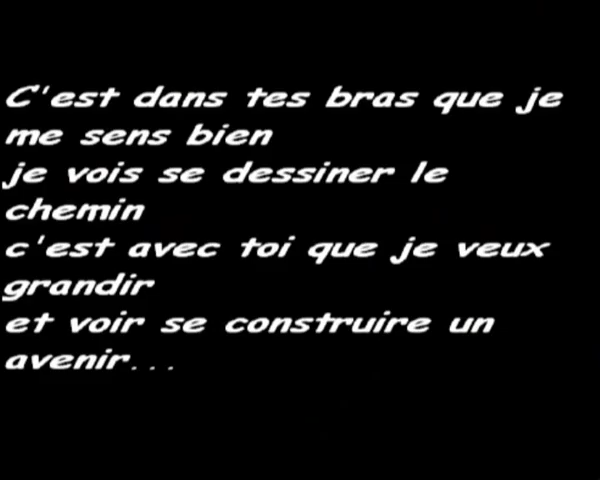 C'est dans tes bras que je
me sens bien
je vois se dessiner le
chemin
c'est avec toi que je veux
grandir
et voir se construire un
avenir...